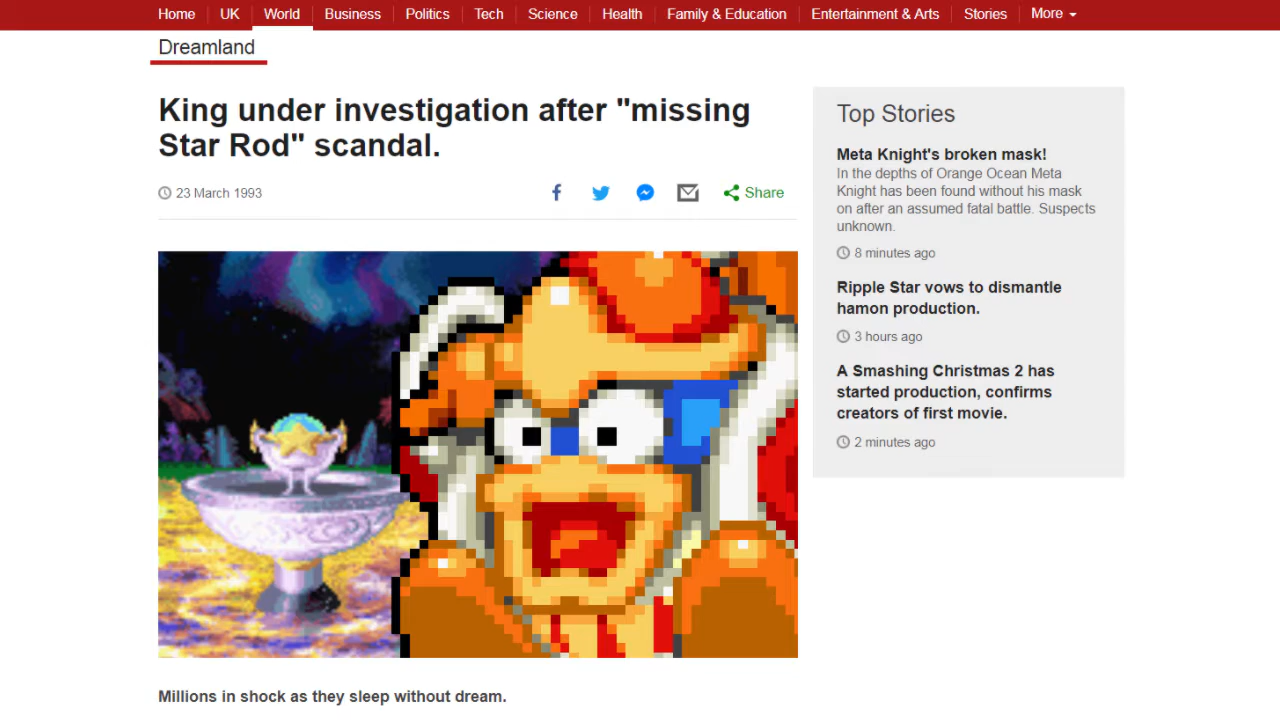 Home UK World Business Politics Tech Science Health Family & Education Entertainment & Arts Stories More
Dreamland
King under investigation after "missing
Star Rod" scandal.
23 March 1993
Share
Millions in shock as they sleep without dream.
Top Stories
Meta Knight's broken mask!
In the depths of Orange Ocean Meta
Knight has been found without his mask
on after an assumed fatal battle. Suspects
unknown.
8 minutes ago
Ripple Star vows to dismantle
hamon production.
3 hours ago
A Smashing Christmas 2 has
started production, confirms
creators of first movie.
2 minutes ago